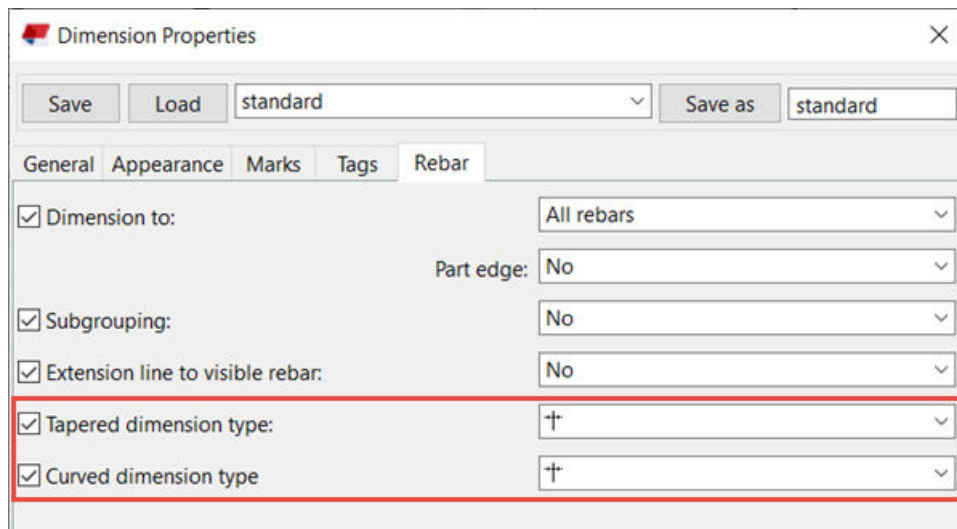 Dimension Properties
Save Load standard Save as standard
General Appearance Marks Tags Rebar
Dimension to: All rebars
Part edge: No
Subgrouping: No
Extension line to visible rebar: No
Tapered dimension type:
Curved dimension type